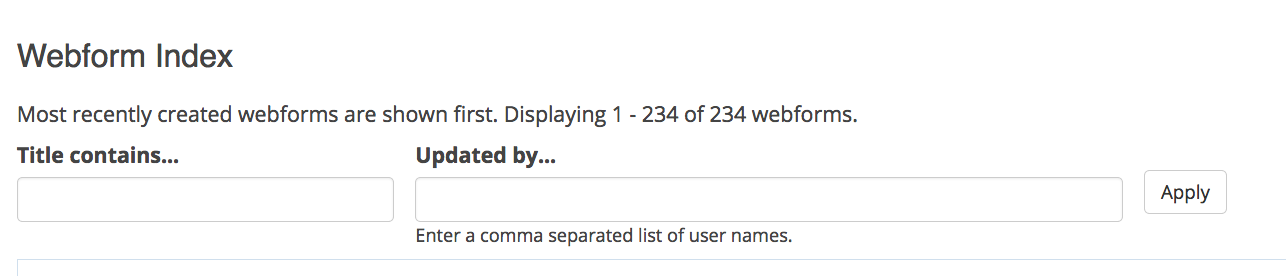 Webform Index
Most recently created webforms are shown first. Displaying 1 - 234 of 234 webforms.
Title contains...
Updated by...
Apply
Enter a comma separated list of user names.